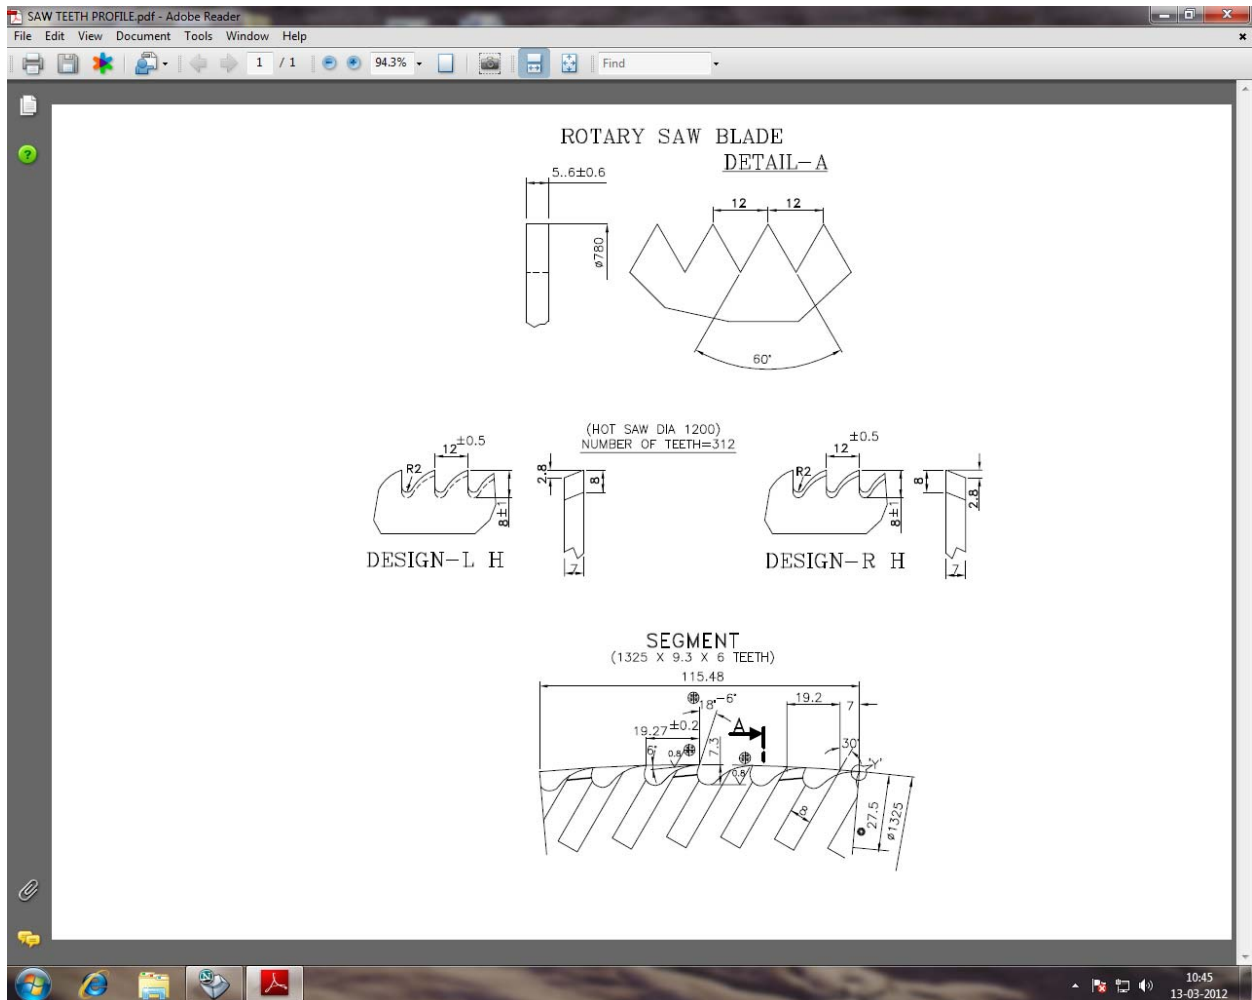 SAW TEETH PROFILE.pdf - Adobe Reader
File Edit View Document Tools Window Help
1 / 1 94.3% Find
ROTARY SAW BLADE
DETAIL-A
5..6±0.6
12 12
ø780
60°
(HOT SAW DIA 1200)
NUMBER OF TEETH=312
12 ±0.5
R2
2.8
8
8±1
7
DESIGN-L H
12 ±0.5
R2
8
2.8
8±1
7
DESIGN-R H
SEGMENT
(1325 X 9.3 X 6 TEETH)
115.48
18°-6°
19.2 7
19.27±0.2
A
6°
0.8
7.3
0.8
30°
'Y'
8
27.5
ø1325
10:45
13-03-2012